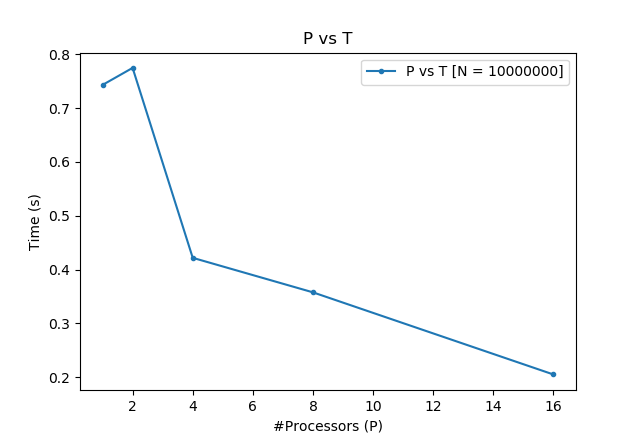 P vs T
P vs T [N = 10000000]
0.8
0.7
0.6
0.5
0.4
0.3
0.2
Time (s)
2 4 6 8 10 12 14 16
#Processors (P)